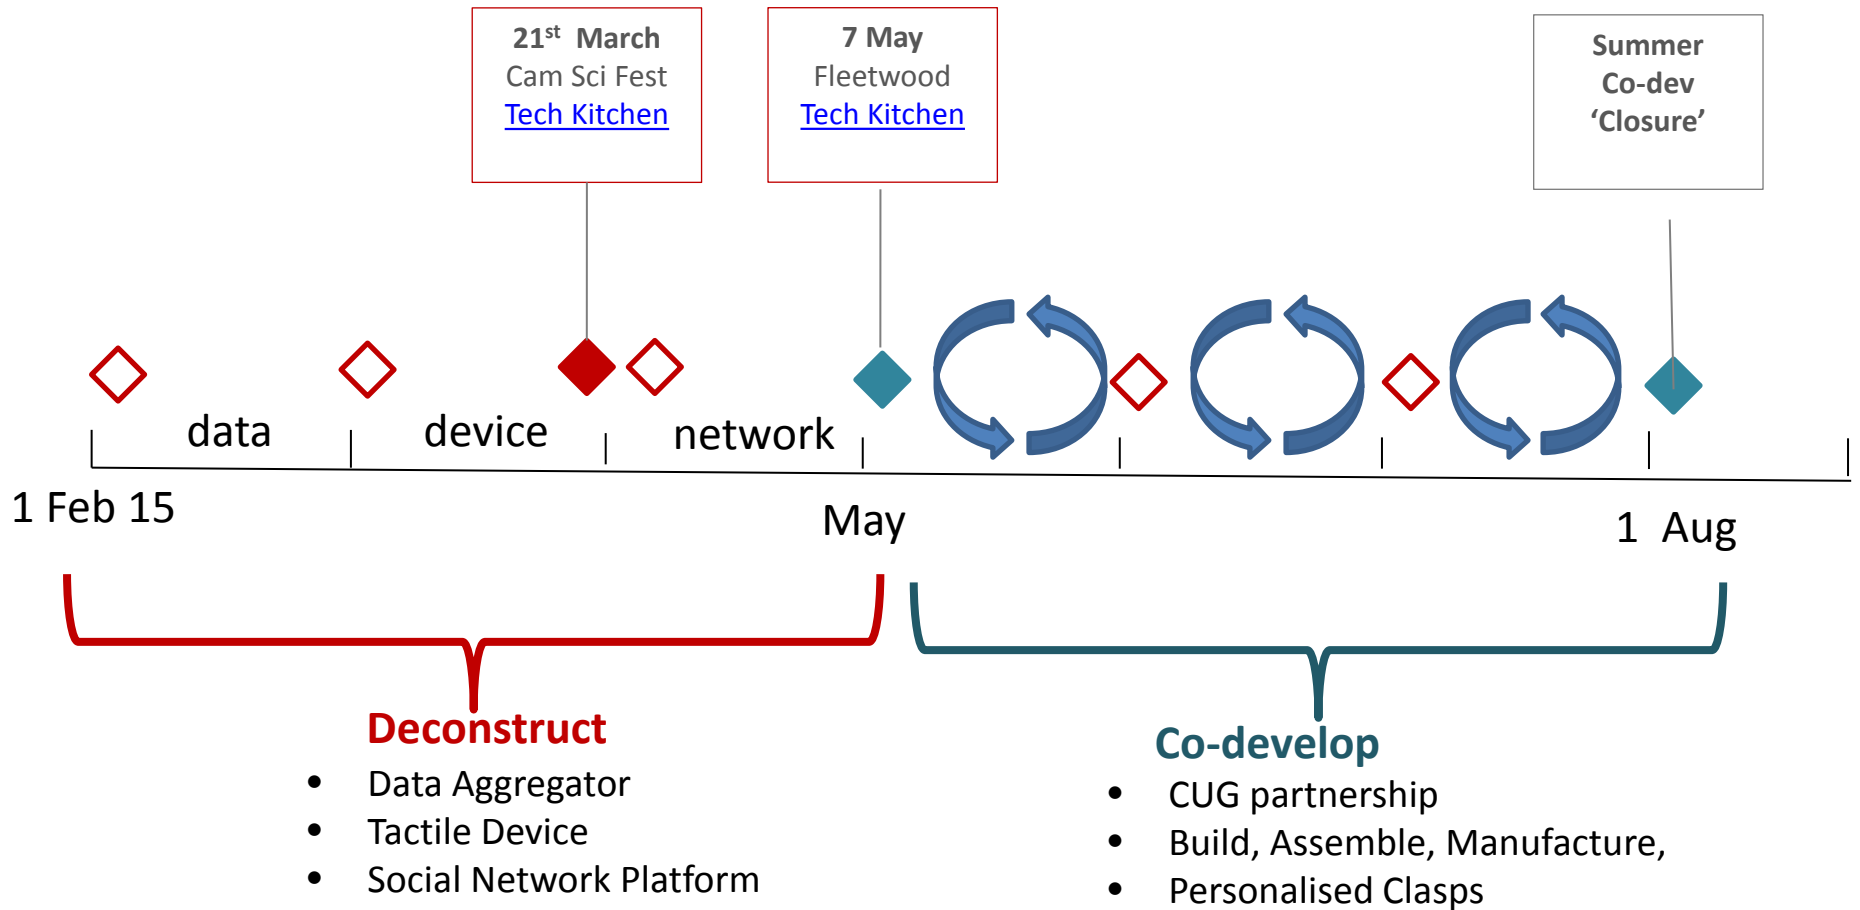 21st March
Cam Sci Fest
Tech Kitchen
7 May
Fleetwood
Tech Kitchen
Summer
Co-dev
‘Closure’
data
device
network
1 Feb 15
May
1 Aug
Deconstruct
• Data Aggregator
• Tactile Device
• Social Network Platform
Co-develop
• CUG partnership
• Build, Assemble, Manufacture,
• Personalised Clasps